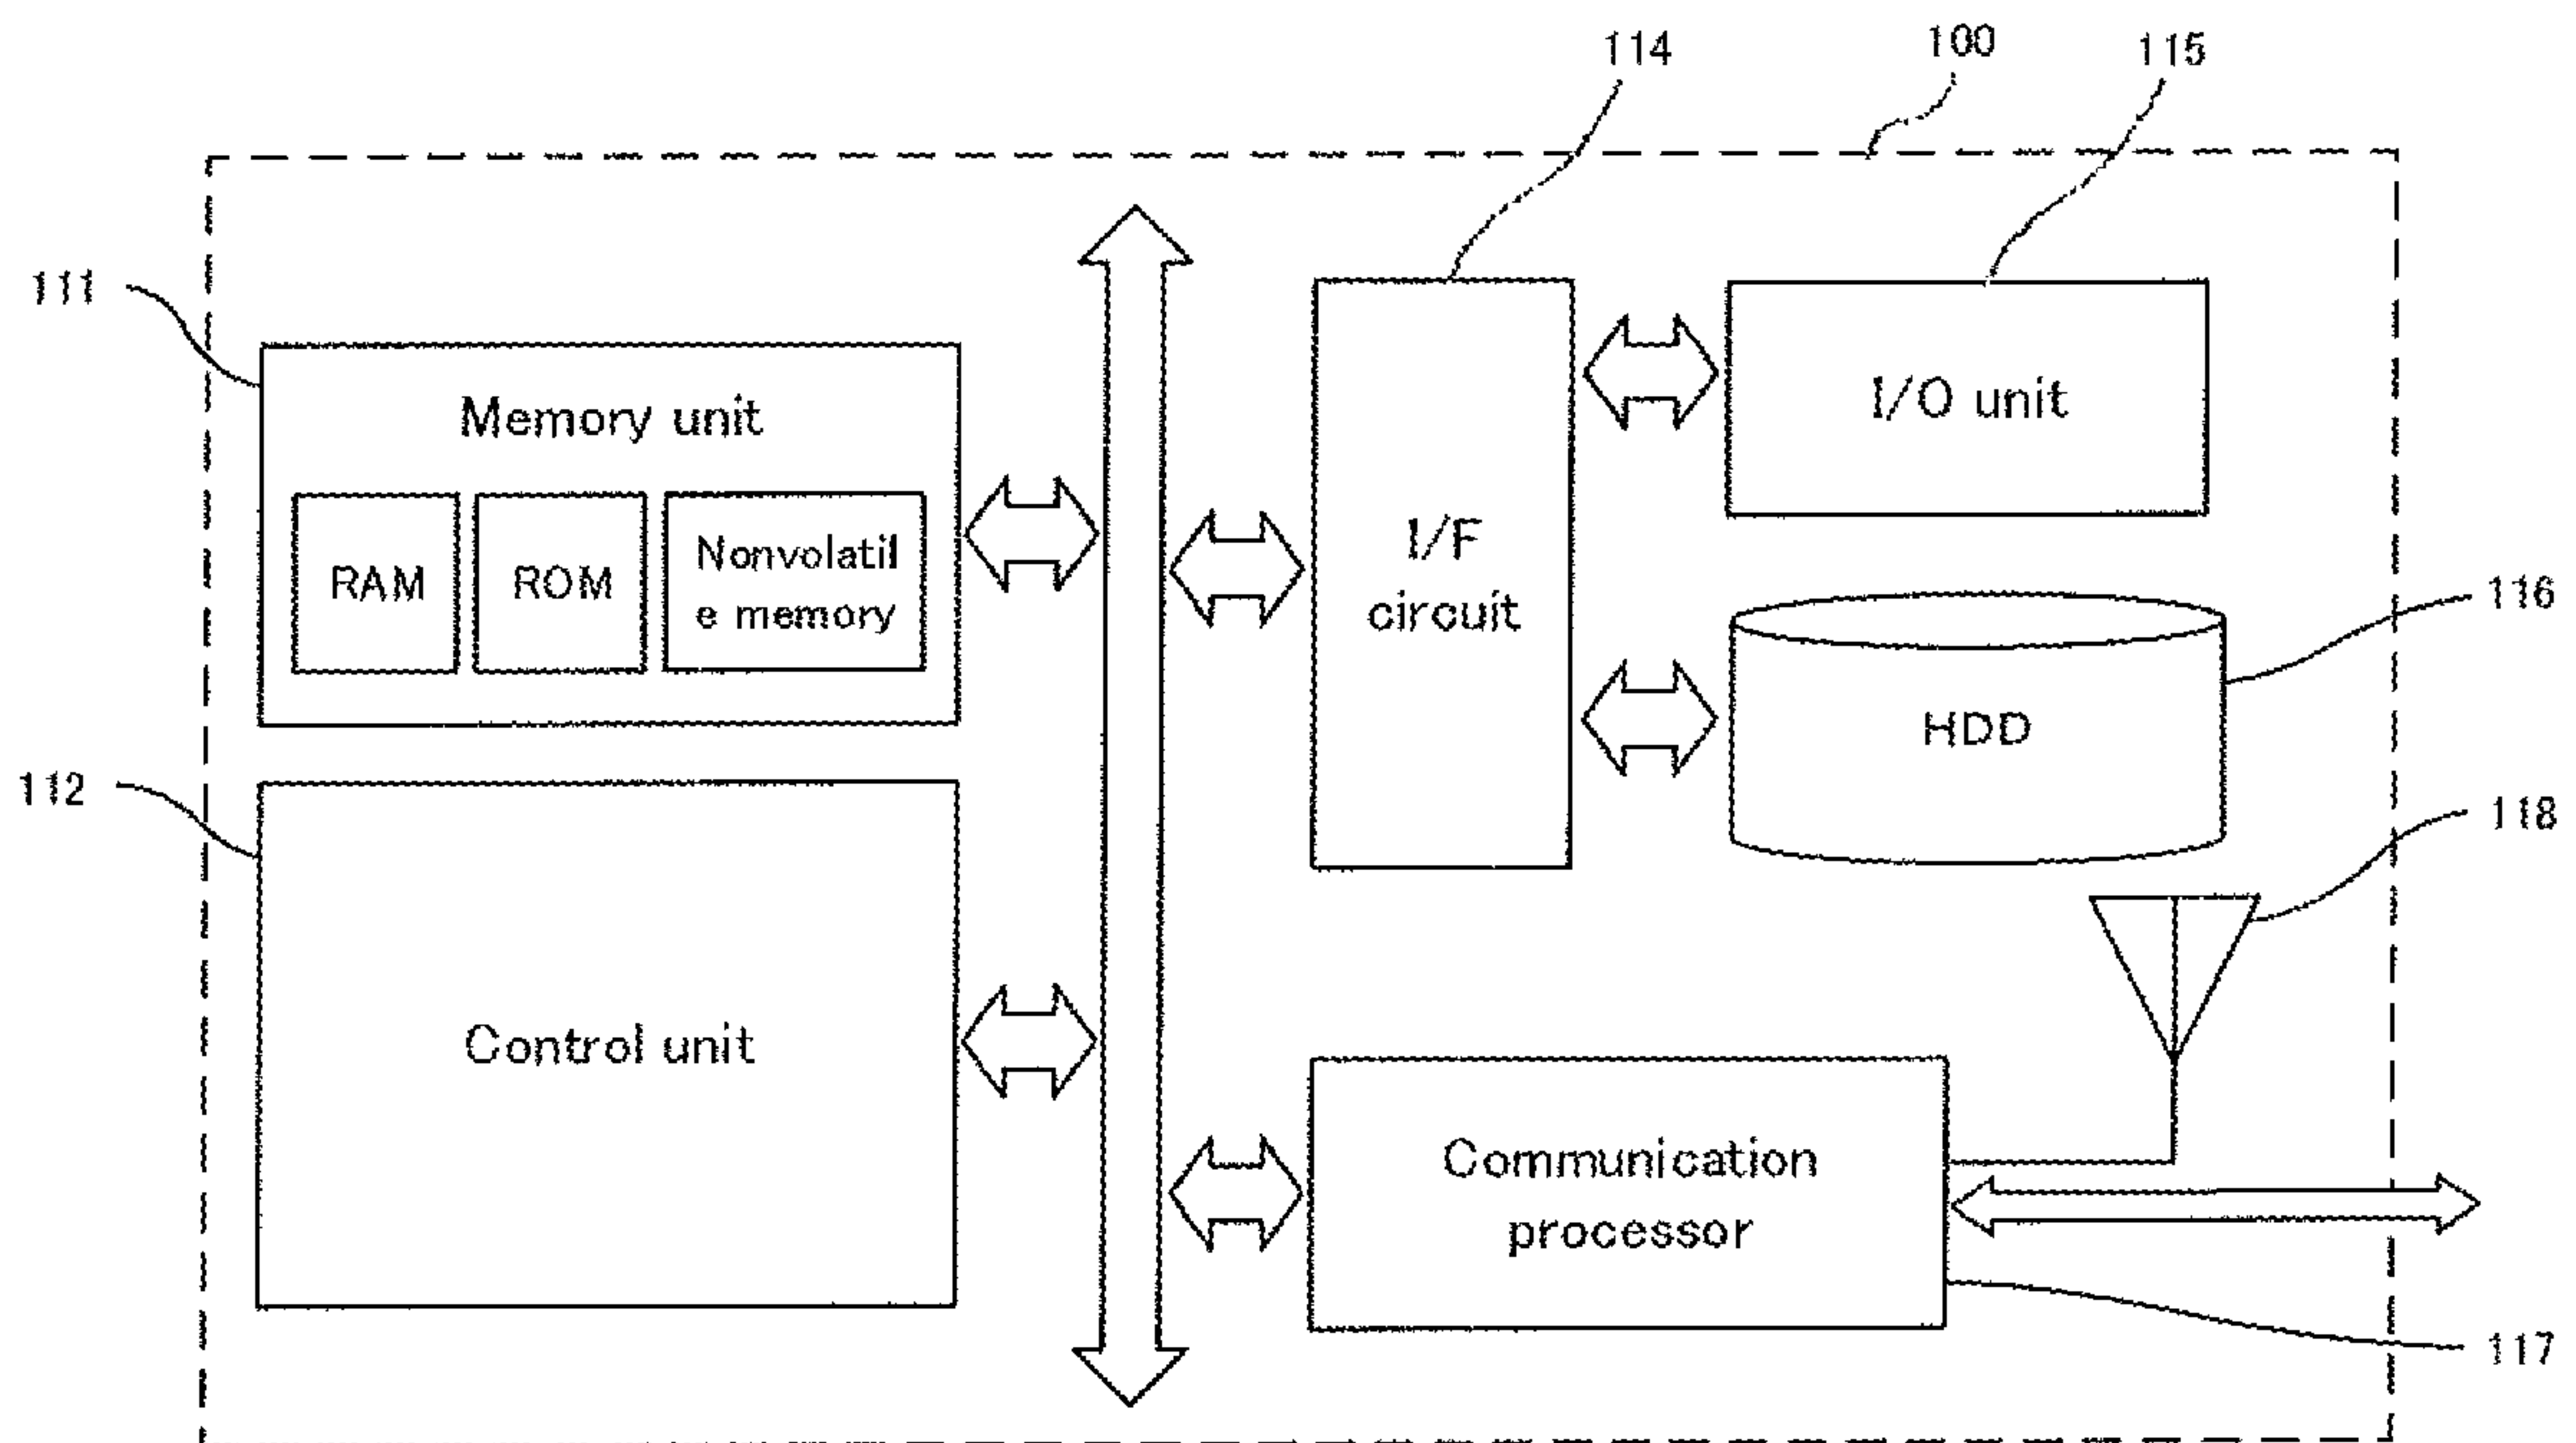 100
114
115
111
Memory unit
RAM
ROM
Nonvolatil
e memory
I/F
circuit
I/O unit
116
HDD
112
118
Control unit
Communication
processor
117